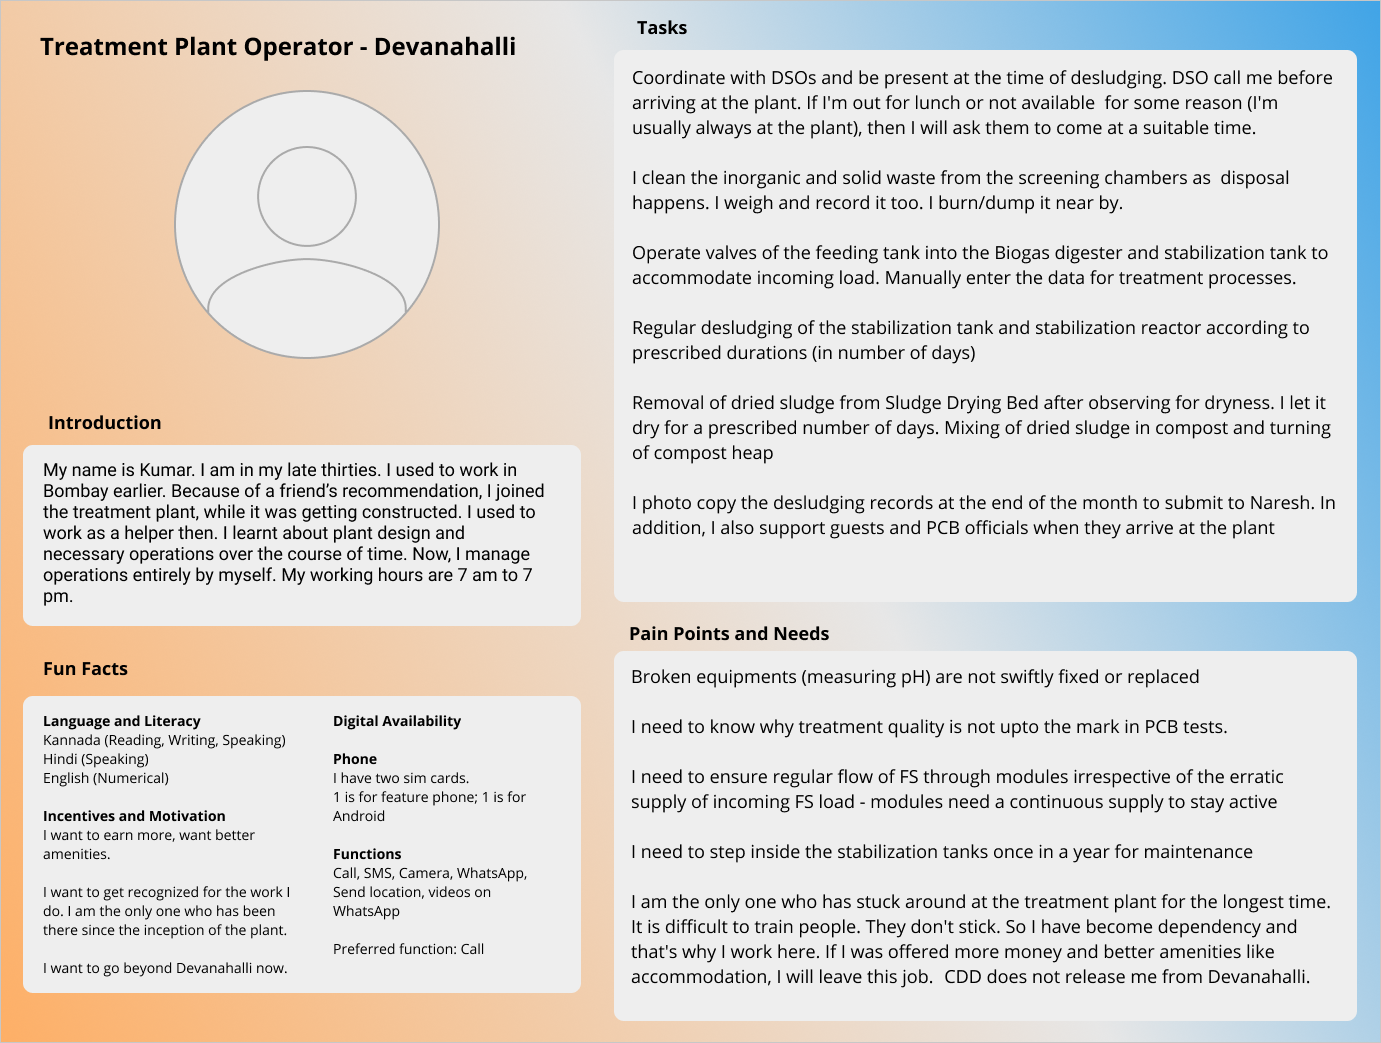 Treatment Plant Operator - Devanahalli
Introduction
My name is Kumar. I am in my late thirties. I used to work in
Bombay earlier. Because of a friend’s recommendation, I joined
the treatment plant, while it was getting constructed. I used to
work as a helper then. I learnt about plant design and
necessary operations over the course of time. Now, I manage
operations entirely by myself. My working hours are 7 am to 7
pm.
Fun Facts
Language and Literacy
Kannada (Reading, Writing, Speaking)
Hindi (Speaking)
English (Numerical)
Incentives and Motivation
I want to earn more, want better
amenities.
I want to get recognized for the work I
do. I am the only one who has been
there since the inception of the plant.
I want to go beyond Devanahalli now.
Digital Availability
Phone
I have two sim cards.
1 is for feature phone; 1 is for
Android
Functions
Call, SMS, Camera, WhatsApp,
Send location, videos on
WhatsApp
Preferred function: Call
Tasks
Coordinate with DSOs and be present at the time of desludging. DSO call me before
arriving at the plant. If I'm out for lunch or not available  for some reason (I'm
usually always at the plant), then I will ask them to come at a suitable time.
I clean the inorganic and solid waste from the screening chambers as  disposal
happens. I weigh and record it too. I burn/dump it near by.
Operate valves of the feeding tank into the Biogas digester and stabilization tank to
accommodate incoming load. Manually enter the data for treatment processes.
Regular desludging of the stabilization tank and stabilization reactor according to
prescribed durations (in number of days)
Removal of dried sludge from Sludge Drying Bed after observing for dryness. I let it
dry for a prescribed number of days. Mixing of dried sludge in compost and turning
of compost heap
I photo copy the desludging records at the end of the month to submit to Naresh. In
addition, I also support guests and PCB officials when they arrive at the plant
Pain Points and Needs
Broken equipments (measuring pH) are not swiftly fixed or replaced
I need to know why treatment quality is not upto the mark in PCB tests.
I need to ensure regular flow of FS through modules irrespective of the erratic
supply of incoming FS load - modules need a continuous supply to stay active
I need to step inside the stabilization tanks once in a year for maintenance
I am the only one who has stuck around at the treatment plant for the longest time.
It is difficult to train people. They don't stick. So I have become dependency and
that's why I work here. If I was offered more money and better amenities like
accommodation, I will leave this job.  CDD does not release me from Devanahalli.